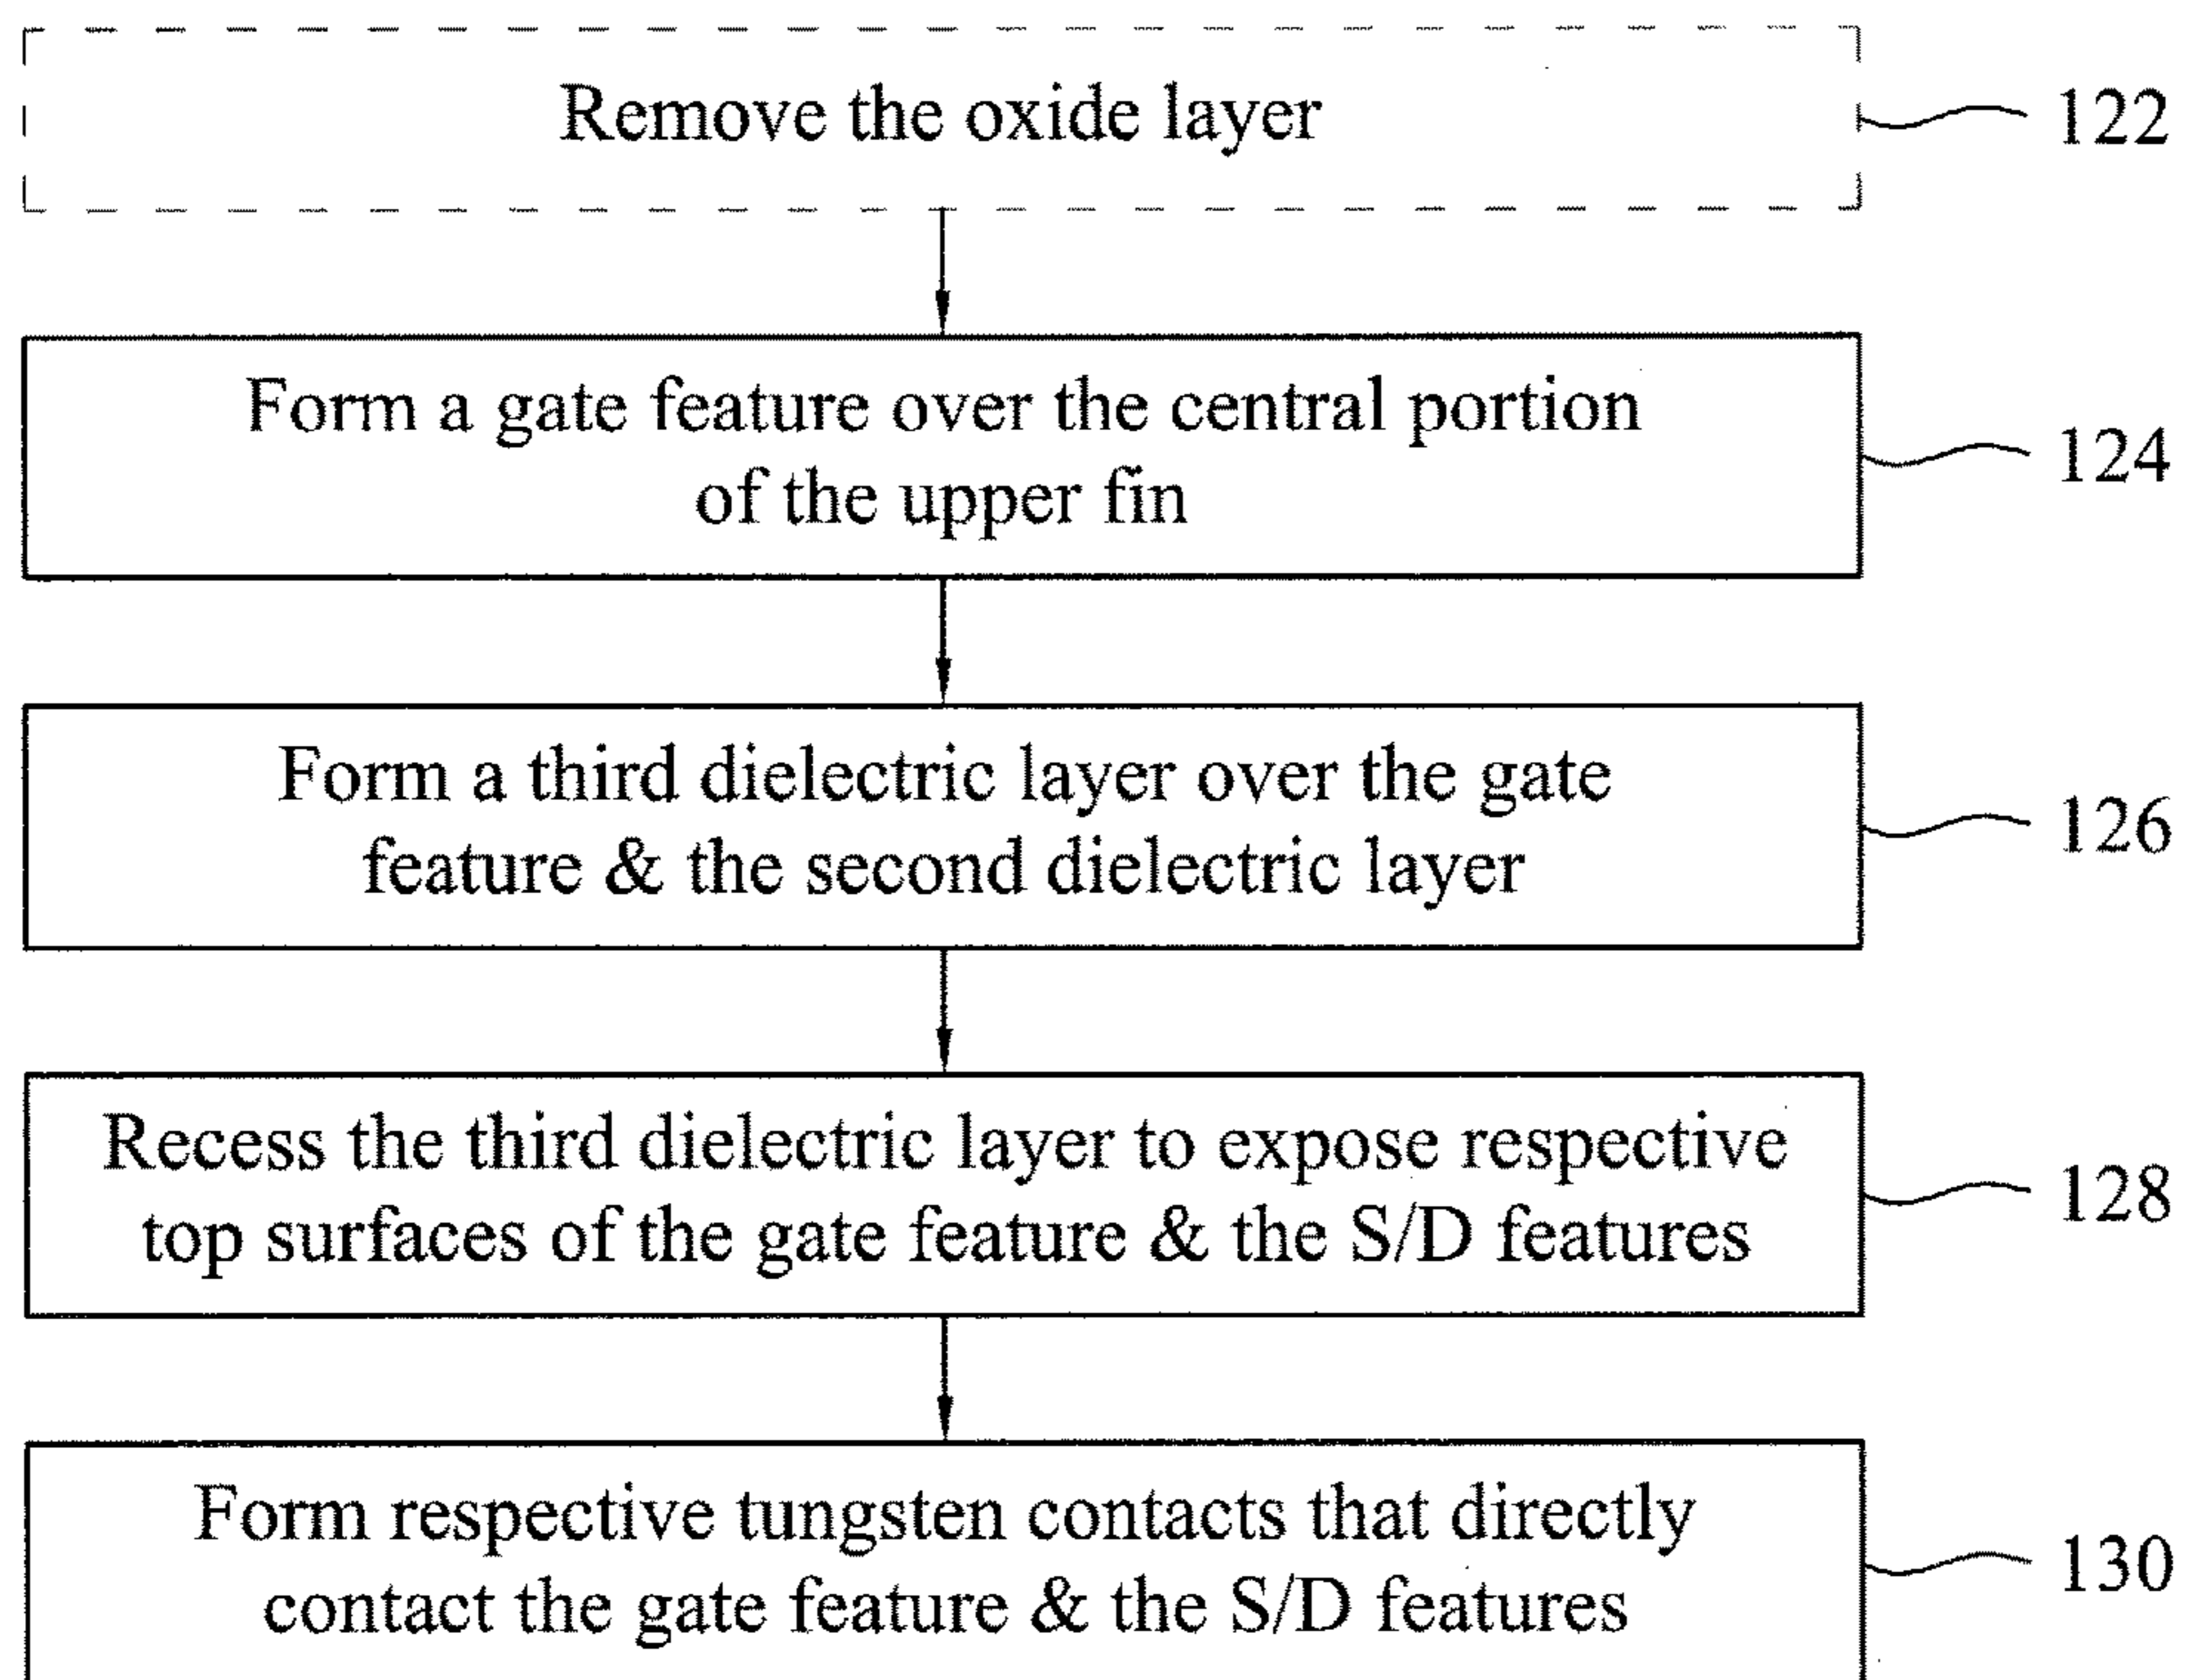 Remove the oxide layer
122
Form a gate feature over the central portion
of the upper fin
124
Form a third dielectric layer over the gate
feature & the second dielectric layer
126
Recess the third dielectric layer to expose respective
top surfaces of the gate feature & the S/D features
128
Form respective tungsten contacts that directly
contact the gate feature & the S/D features
130